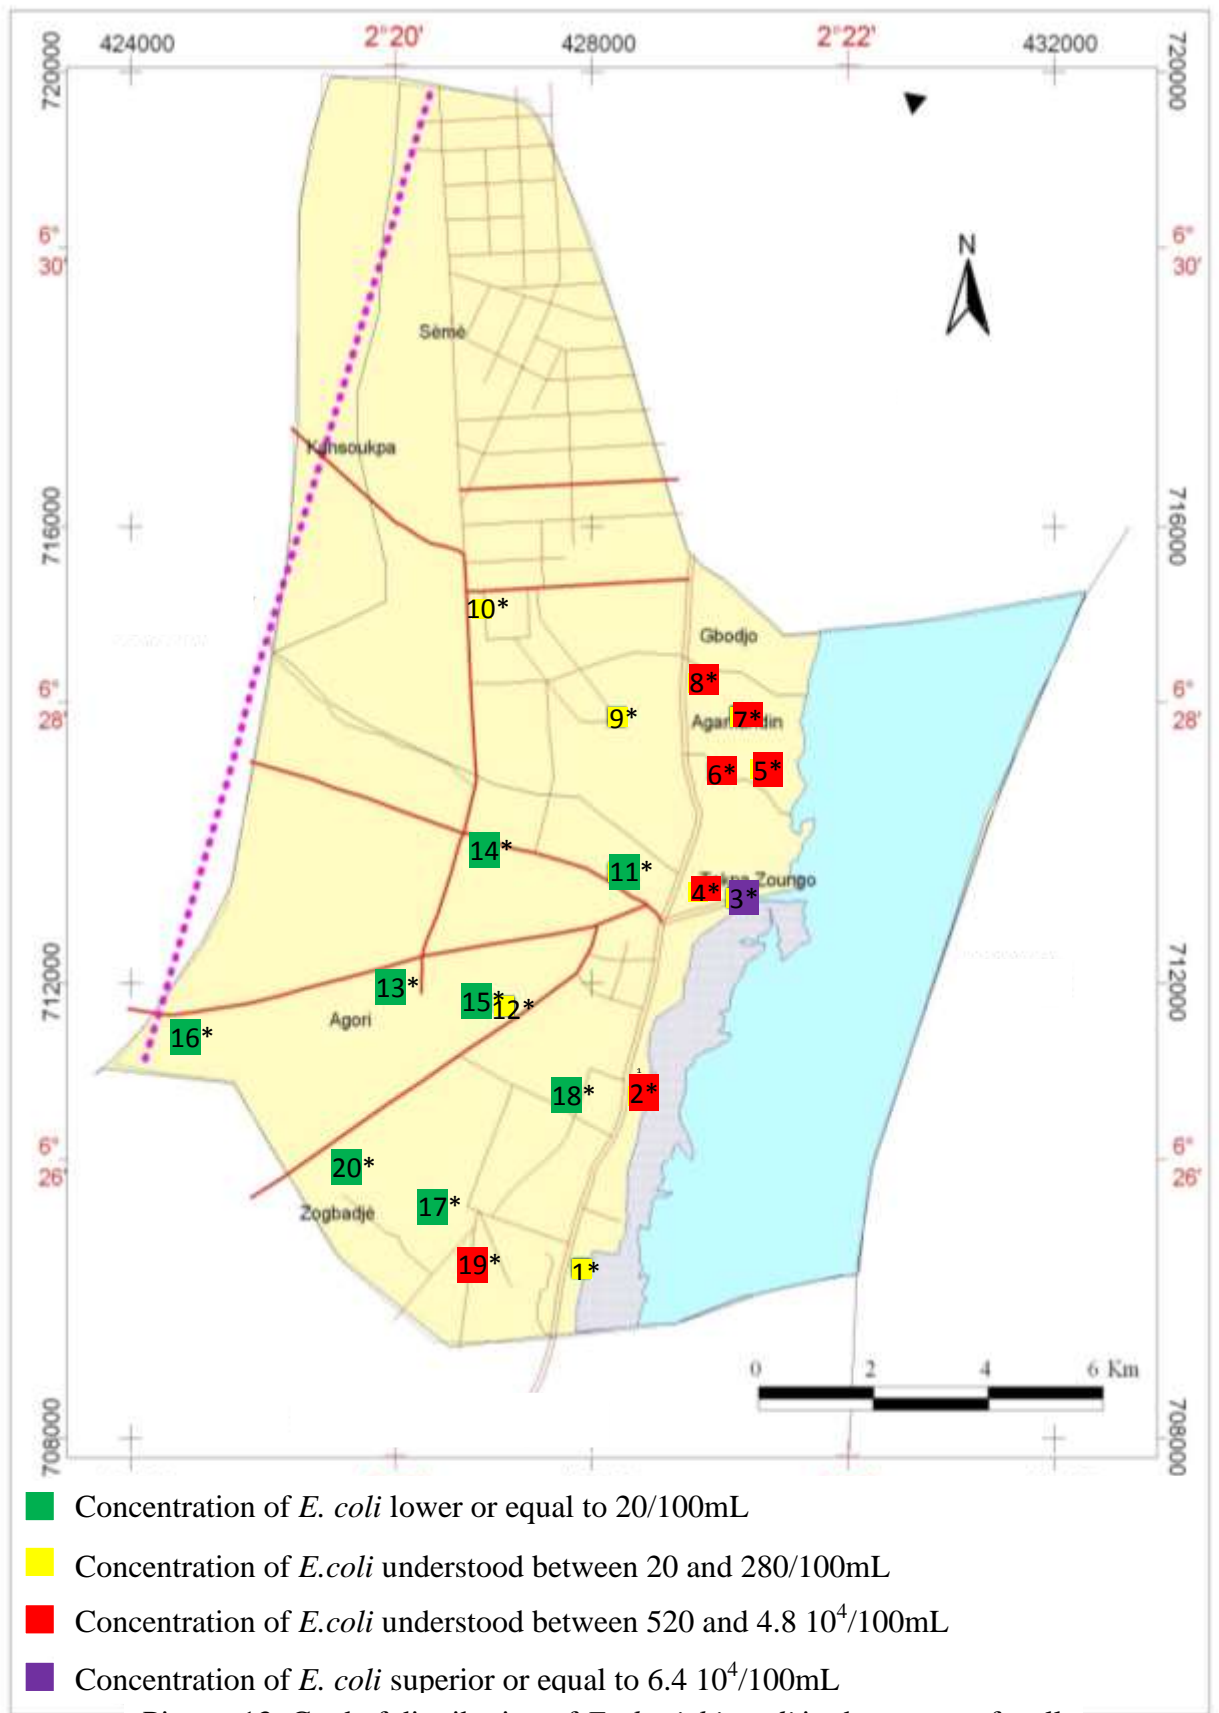 424000 2°20' 428000 2°22' 432000
720000 720000
6° 30' N 6° 30'
Sèmè
Kansoukpa
716000 716000
10*
Gbodjo
8*
6° 28' 9* 7* 6° 28'
6* 5*
14* 11*
Zoungo
4* 3*
712000 712000
13* 15* 12*
Agori
16*
1
18* 2*
6° 26' 20* 6° 26'
17*
Zogbadjè
19* 1*
0 2 4 6 Km
708000 708000
Concentration of E. coli lower or equal to 20/100mL
Concentration of E.coli understood between 20 and 280/100mL
Concentration of E.coli understood between 520 and 4.8 10⁴/100mL
Concentration of E. coli superior or equal to 6.4 10⁴/100mL